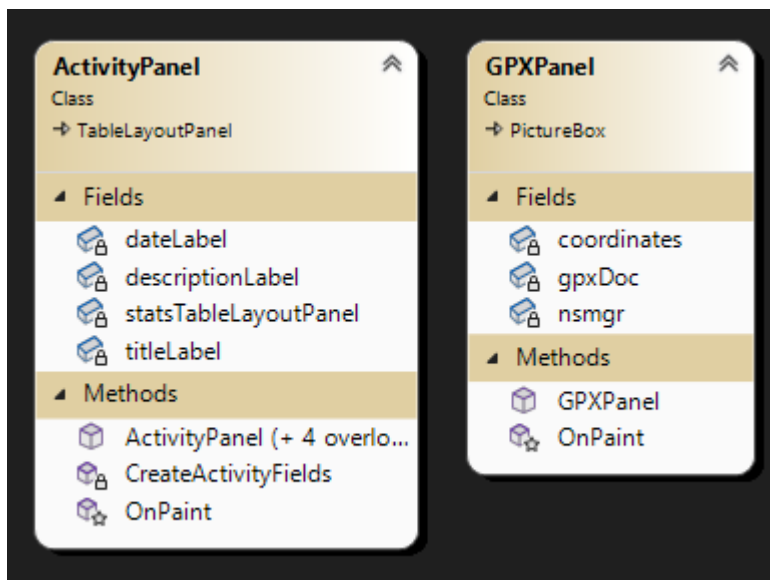 ActivityPanel
Class
TableLayoutPanel
Fields
dateLabel
descriptionLabel
statsTableLayoutPanel
titleLabel
Methods
ActivityPanel (+ 4 overlo...
CreateActivityFields
OnPaint
GPXPanel
Class
PictureBox
Fields
coordinates
gpxDoc
nsmgr
Methods
GPXPanel
OnPaint